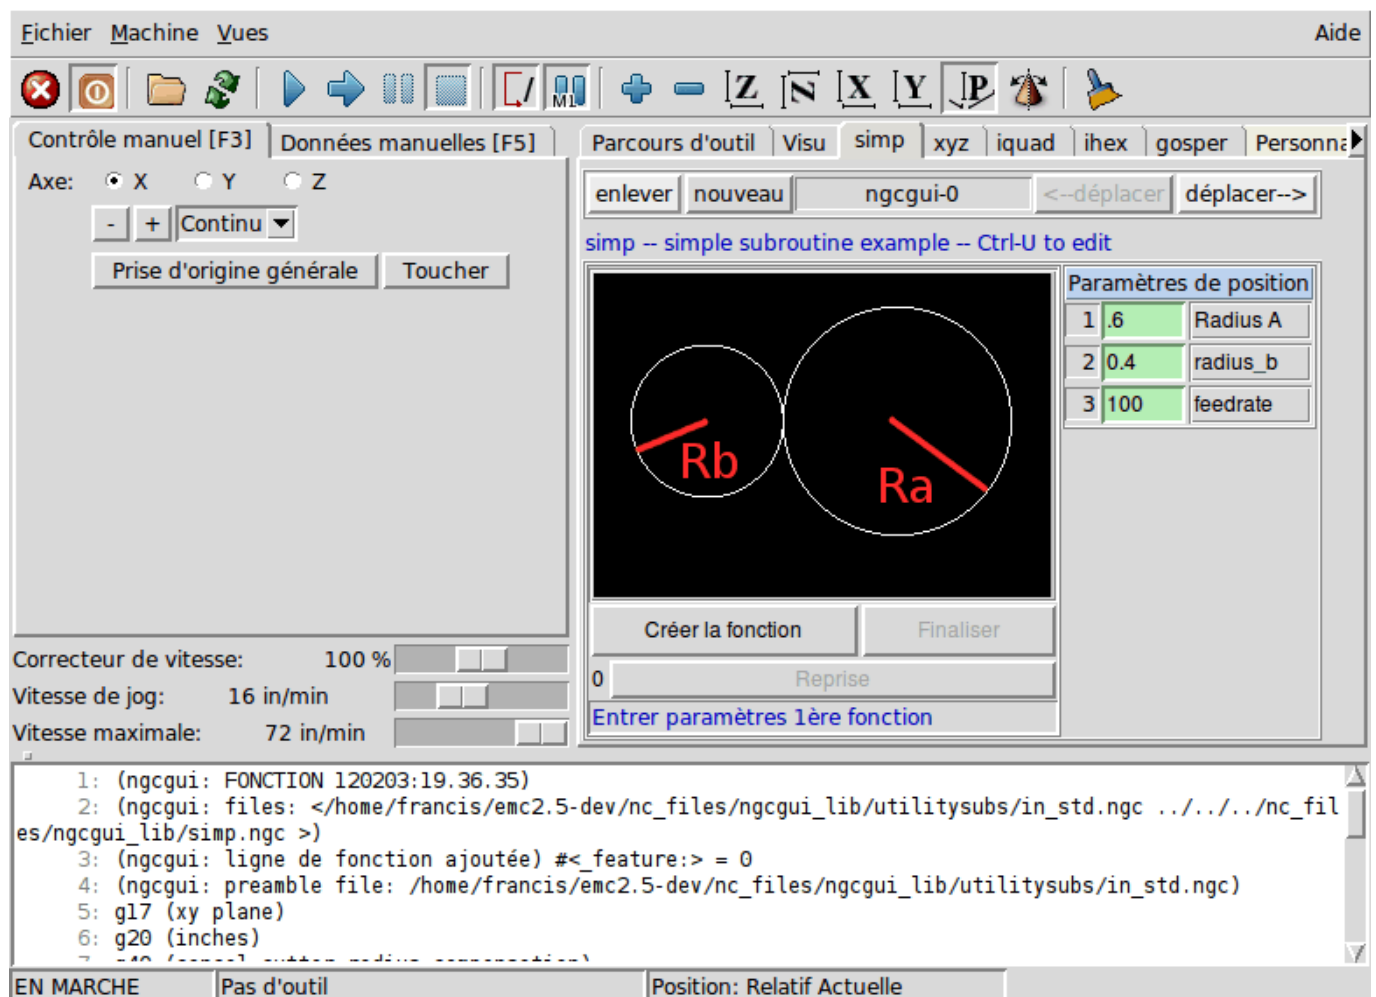 Fichier Machine Vues Aide
M1 Z N X Y P
Contrôle manuel [F3] Données manuelles [F5]
Axe: X Y Z
- + Continu
Prise d'origine générale Toucher
Parcours d'outil Visu simp xyz iquad ihex gosper Personna
enlever nouveau ngcgui-0 <--déplacer déplacer-->
simp -- simple subroutine example -- Ctrl-U to edit
Rb Ra
Paramètres de position
1 .6 Radius A
2 0.4 radius_b
3 100 feedrate
Créer la fonction Finaliser
0 Reprise
Entrer paramètres 1ère fonction
Correcteur de vitesse: 100 %
Vitesse de jog: 16 in/min
Vitesse maximale: 72 in/min
1: (ngcgui: FONCTION 120203:19.36.35)
2: (ngcgui: files: </home/francis/emc2.5-dev/nc_files/ngcgui_lib/utilitysubs/in_std.ngc ../../../nc_fil
es/ngcgui_lib/simp.ngc >)
3: (ngcgui: ligne de fonction ajoutée) #<_feature:> = 0
4: (ngcgui: preamble file: /home/francis/emc2.5-dev/nc_files/ngcgui_lib/utilitysubs/in_std.ngc)
5: g17 (xy plane)
6: g20 (inches)
EN MARCHE Pas d'outil Position: Relatif Actuelle